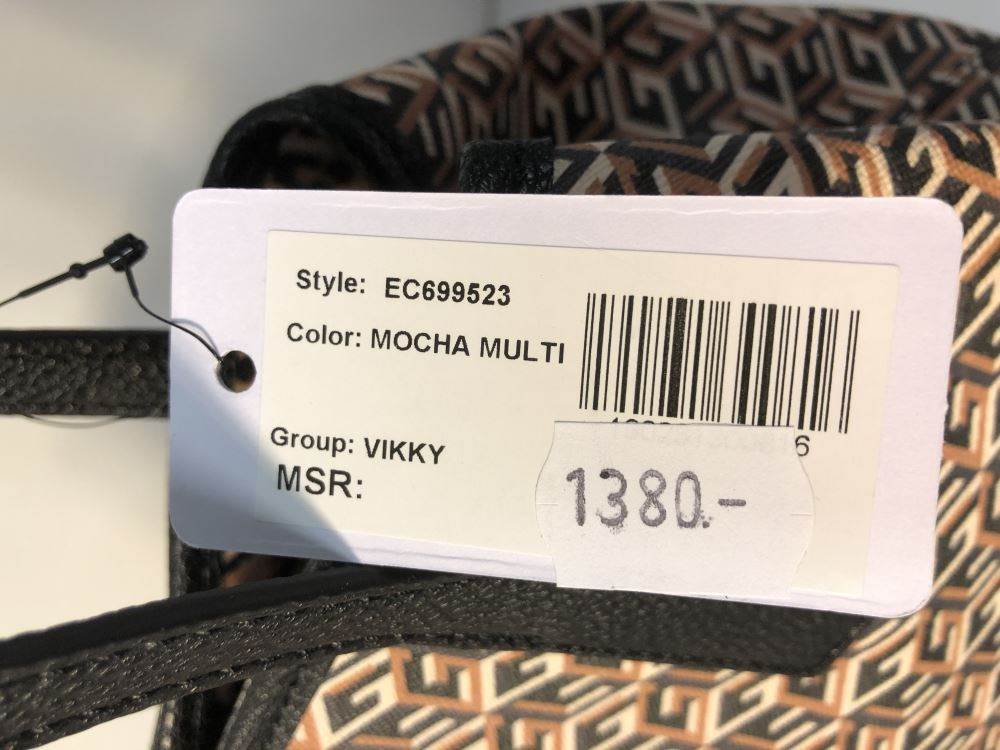 Style: EC699523
Color: MOCHA MULTI
Group: VIKKY
MSR:
1380.-